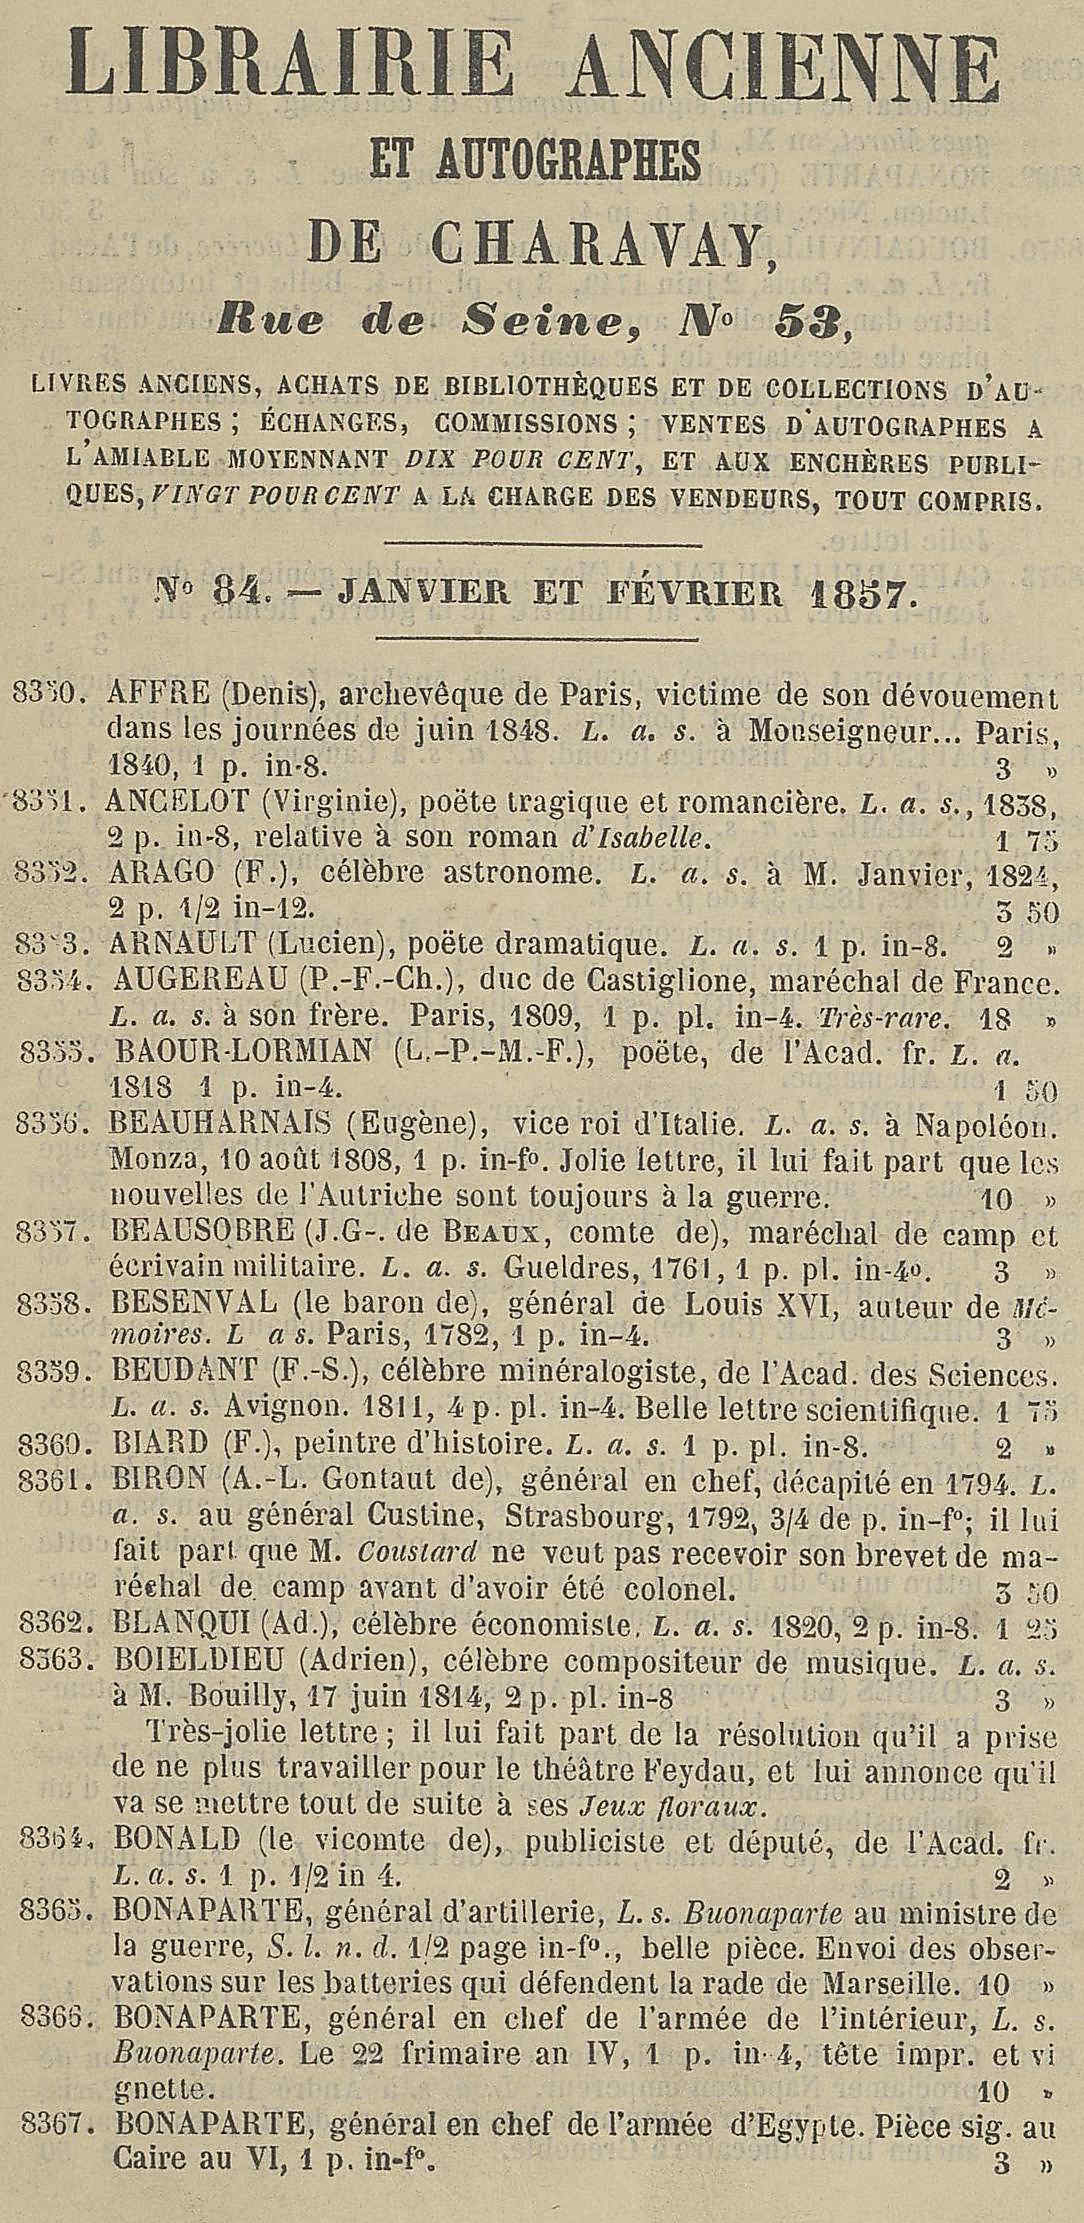 LIBRAIRIE ANCIENNE
ET AUTOGRAPHES
DE CHARAVAY,
Rue de Seine, No 53,
LIVRES ANCIENS, ACHATS DE BIBLIOTHÈQUES ET DE COLLECTIONS D'AU-
TOGRAPHES ; ÉCHANGES, COMMISSIONS ; VENTES D'AUTOGRAPHES A
L'AMIABLE MOYENNANT DIX POUR CENT, ET AUX ENCHÈRES PUBLI-
QUES, VINGT POUR CENT A LA CHARGE DES VENDEURS, TOUT COMPRIS.
No 84. — JANVIER ET FÉVRIER 1857.
8350. AFFRE (Denis), archevêque de Paris, victime de son dévouement
dans les journées de juin 1848. L. a. s. à Monseigneur... Paris,
1840, 1 p. in-8. 3 »
8351. ANCELOT (Virginie), poëte tragique et romancière. L. a. s., 1838,
2 p. in-8, relative à son roman d'Isabelle. 1 75
8352. ARAGO (F.), célèbre astronome. L. a. s. à M. Janvier, 1824,
2 p. 1/2 in-12. 3 50
8353. ARNAULT (Lucien), poëte dramatique. L. a. s. 1 p. in-8. 2 »
8354. AUGEREAU (P.-F.-Ch.), duc de Castiglione, maréchal de France.
L. a. s. à son frère. Paris, 1809, 1 p. pl. in-4. Très-rare. 18 »
8355. BAOUR-LORMIAN (L.-P.-M.-F.), poëte, de l'Acad. fr. L. a.
1818 1 p. in-4. 1 50
8356. BEAUHARNAIS (Eugène), vice roi d'Italie. L. a. s. à Napoléon.
Monza, 10 août 1808, 1 p. in-fo. Jolie lettre, il lui fait part que les
nouvelles de l'Autriche sont toujours à la guerre. 10 »
8357. BEAUSOBRE (J.G-. de BEAUX, comte de), maréchal de camp et
écrivain militaire. L. a. s. Gueldres, 1761, 1 p. pl. in-4o. 3 »
8358. BESENVAL (le baron de), général de Louis XVI, auteur de Mé-
moires. L a s. Paris, 1782, 1 p. in-4. 3 »
8359. BEUDANT (F.-S.), célèbre minéralogiste, de l'Acad. des Sciences.
L. a. s. Avignon. 1811, 4 p. pl. in-4. Belle lettre scientifique. 1 75
8360. BIARD (F.), peintre d'histoire. L. a. s. 1 p. pl. in-8. 2 »
8361. BIRON (A.-L. Gontaut de), général en chef, décapité en 1794. L.
a. s. au général Custine, Strasbourg, 1792, 3/4 de p. in-fo; il lui
fait part que M. Coustard ne veut pas recevoir son brevet de ma-
réchal de camp avant d'avoir été colonel. 3 50
8362. BLANQUI (Ad.), célèbre économiste. L. a. s. 1820, 2 p. in-8. 1 25
8363. BOIELDIEU (Adrien), célèbre compositeur de musique. L. a. s.
à M. Bouilly, 17 juin 1814, 2 p. pl. in-8 3 »
Très-jolie lettre ; il lui fait part de la résolution qu'il a prise
de ne plus travailler pour le théâtre Feydau, et lui annonce qu'il
va se mettre tout de suite à ses Jeux floraux.
8364. BONALD (le vicomte de), publiciste et député, de l'Acad. fr.
L. a. s. 1 p. 1/2 in 4. 2 »
8365. BONAPARTE, général d'artillerie, L. s. Buonaparte au ministre de
la guerre, S. l. n. d. 1/2 page in-fo., belle pièce. Envoi des obser-
vations sur les batteries qui défendent la rade de Marseille. 10 »
8366. BONAPARTE, général en chef de l'armée de l'intérieur, L. s.
Buonaparte. Le 22 frimaire an IV, 1 p. in-4, tête impr. et vi
gnette. 10 »
8367. BONAPARTE, général en chef de l'armée d'Egypte. Pièce sig. au
Caire au VI, 1 p. in-fo. 3 »